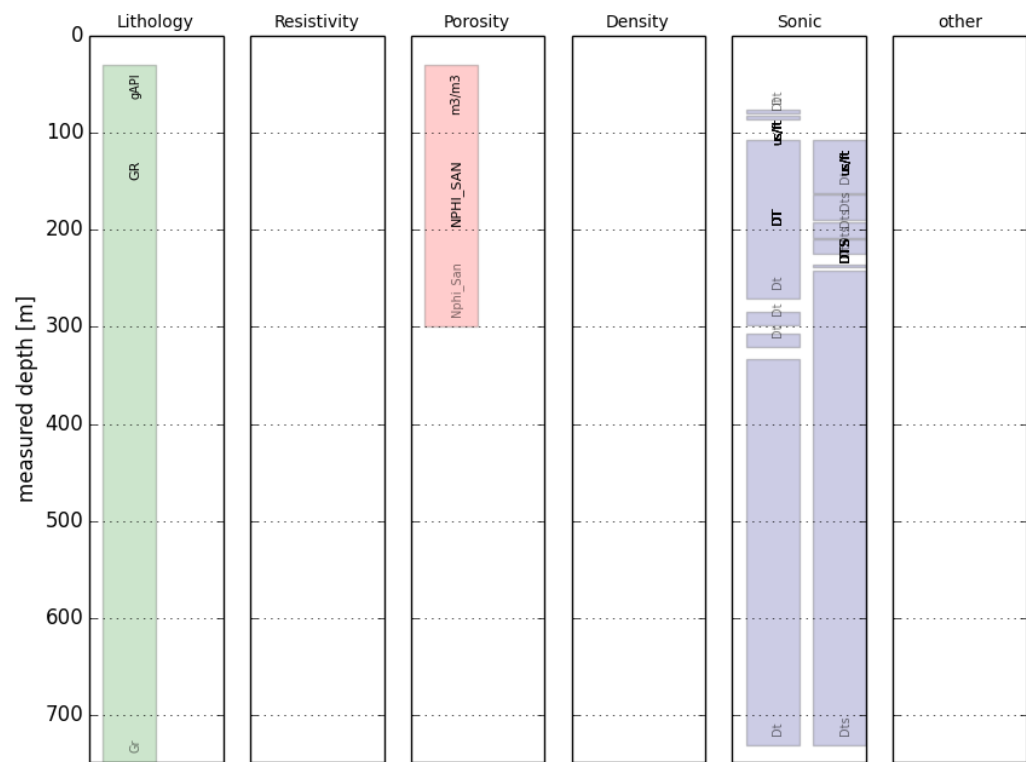 Lithology
Resistivity
Porosity
Density
Sonic
other
measured depth [m]
0
100
200
300
400
500
600
700
gAPI
GR
Gr
m3/m3
NPHI_SAN
Nphi_San
Dt
us/ft
DT
Dt
Dt
Dt
Dt
us/ft
Dts
Dts
DTS
Dts